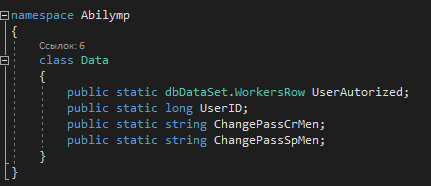 namespace Abilymp
{
Ссылок: 6
class Data
{
public static dbDataSet.WorkersRow UserAutorized;
public static long UserID;
public static string ChangePassCrMen;
public static string ChangePassSpMen;
}
}